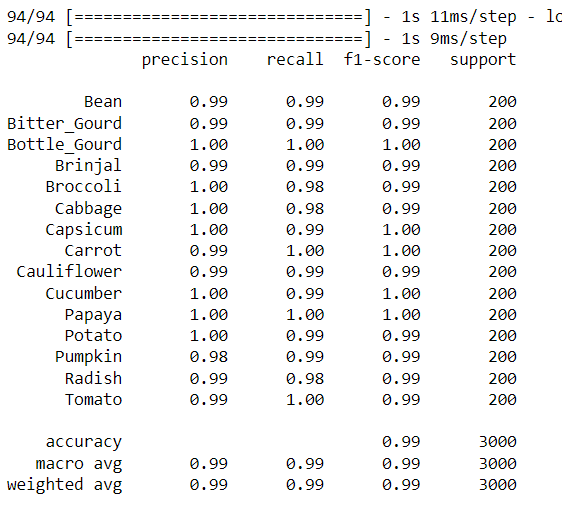 94/94 [==============================] - 1s 11ms/step - lo
94/94 [==============================] - 1s 9ms/step
precision recall f1-score support
Bean 0.99 0.99 0.99 200
Bitter_Gourd 0.99 0.99 0.99 200
Bottle_Gourd 1.00 1.00 1.00 200
Brinjal 0.99 0.99 0.99 200
Broccoli 1.00 0.98 0.99 200
Cabbage 1.00 0.98 0.99 200
Capsicum 1.00 0.99 1.00 200
Carrot 0.99 1.00 1.00 200
Cauliflower 0.99 0.99 0.99 200
Cucumber 1.00 0.99 1.00 200
Papaya 1.00 1.00 1.00 200
Potato 1.00 0.99 0.99 200
Pumpkin 0.98 0.99 0.99 200
Radish 0.99 0.98 0.99 200
Tomato 0.99 1.00 0.99 200
accuracy 0.99 3000
macro avg 0.99 0.99 0.99 3000
weighted avg 0.99 0.99 0.99 3000